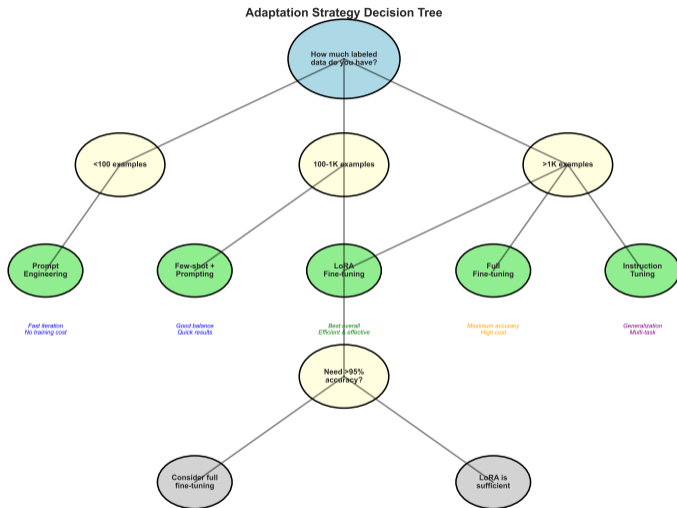 Adaptation Strategy Decision Tree
How much labeled
data do you have?
<100 examples
100-1K examples
>1K examples
Prompt
Engineering
Few-shot +
Prompting
LoRA
Fine-tuning
Full
Fine-tuning
Instruction
Tuning
Fast iteration
No training cost
Good balance
Quick results
Best overall
Efficient & effective
Maximum accuracy
High cost
Generalization
Multi-task
Need >95%
accuracy?
Consider full
fine-tuning
LoRA is
sufficient